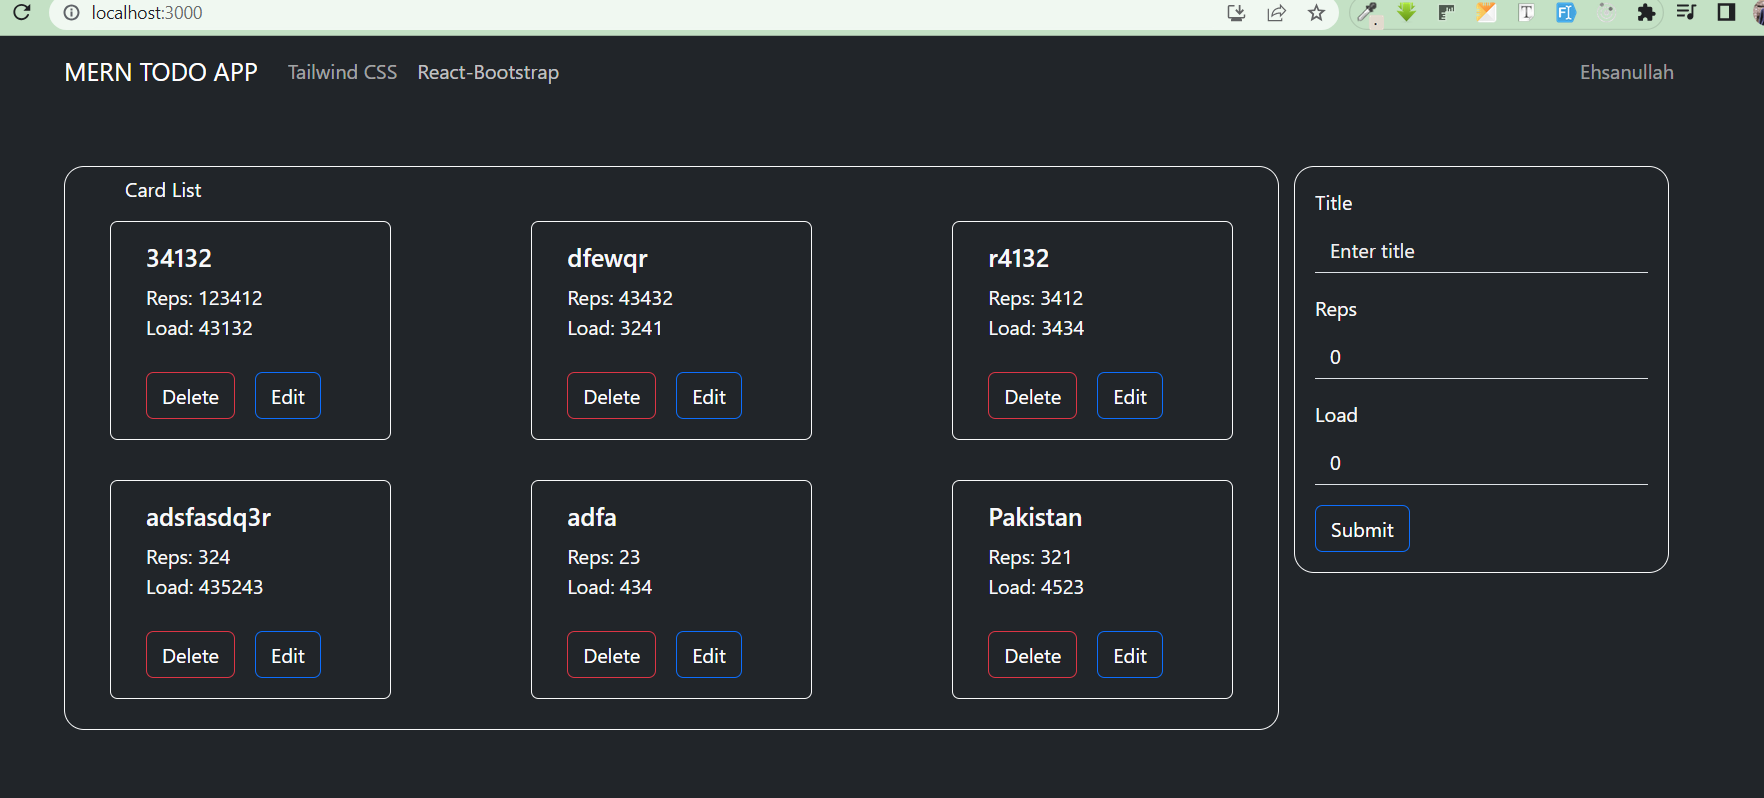 localhost:3000
MERN TODO APP Tailwind CSS React-Bootstrap Ehsanullah
Card List
34132
Reps: 123412
Load: 43132
Delete Edit
dfewqr
Reps: 43432
Load: 3241
Delete Edit
r4132
Reps: 3412
Load: 3434
Delete Edit
adsfasdq3r
Reps: 324
Load: 435243
Delete Edit
adfa
Reps: 23
Load: 434
Delete Edit
Pakistan
Reps: 321
Load: 4523
Delete Edit
Title
Enter title
Reps
0
Load
0
Submit